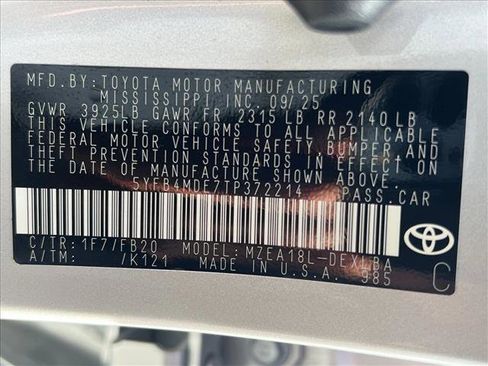 MFD.BY:TOYOTA MOTOR MANUFACTURING
MISSISSIPPI INC. 09/25
GVWR 3925LB GAWR FR 2315 LB RR 2140 LB
THIS VEHICLE CONFORMS TO ALL APPLICABLE
FEDERAL MOTOR VEHICLE SAFETY, BUMPER, AND
THEFT PREVENTION STANDARDS IN EFFECT ON
THE DATE OF MANUFACTURE SHOWN ABOVE.
5YFB4MDE7TP372214 PASS.CAR
C/TR:1F7/FB20 MODEL: MZEA18L-DEXLBA
A/TM: /K121 MADE IN U.S.A. 985
C